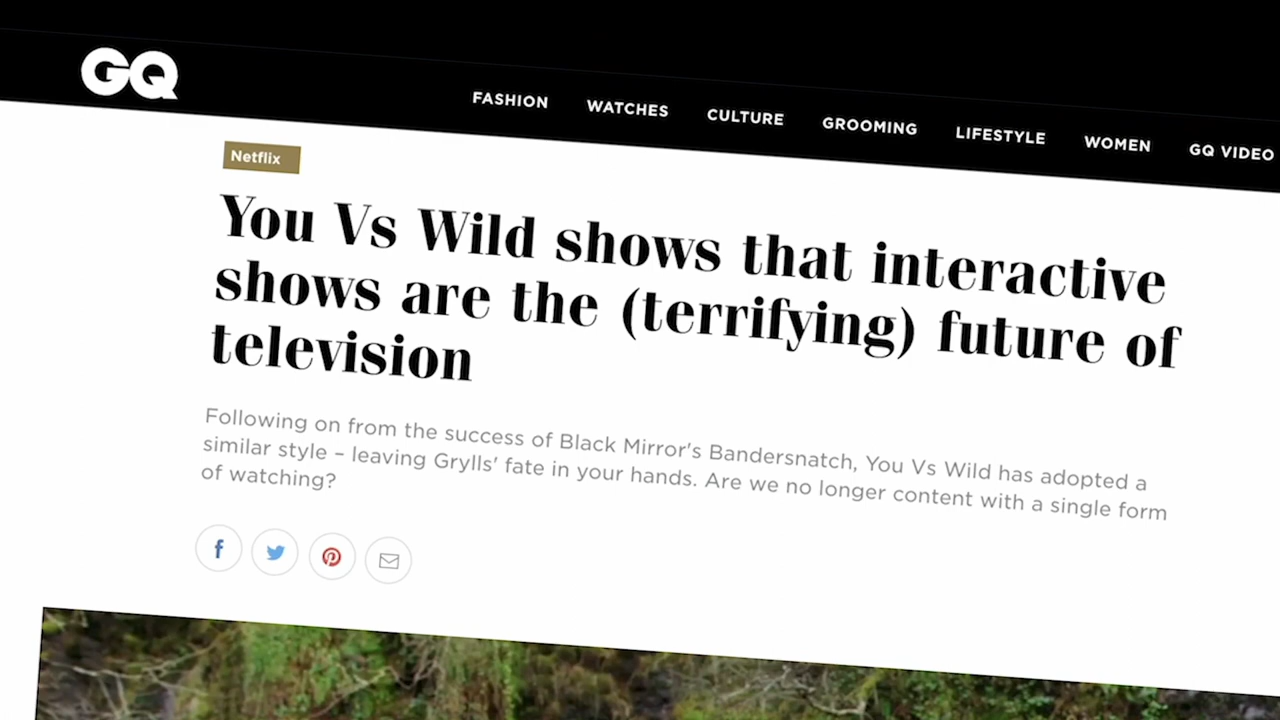 GQ
FASHION WATCHES CULTURE GROOMING LIFESTYLE WOMEN GQ VIDEO
Netflix
You Vs Wild shows that interactive
shows are the (terrifying) future of
television
Following on from the success of Black Mirror's Bandersnatch, You Vs Wild has adopted a
similar style – leaving Grylls' fate in your hands. Are we no longer content with a single form
of watching?